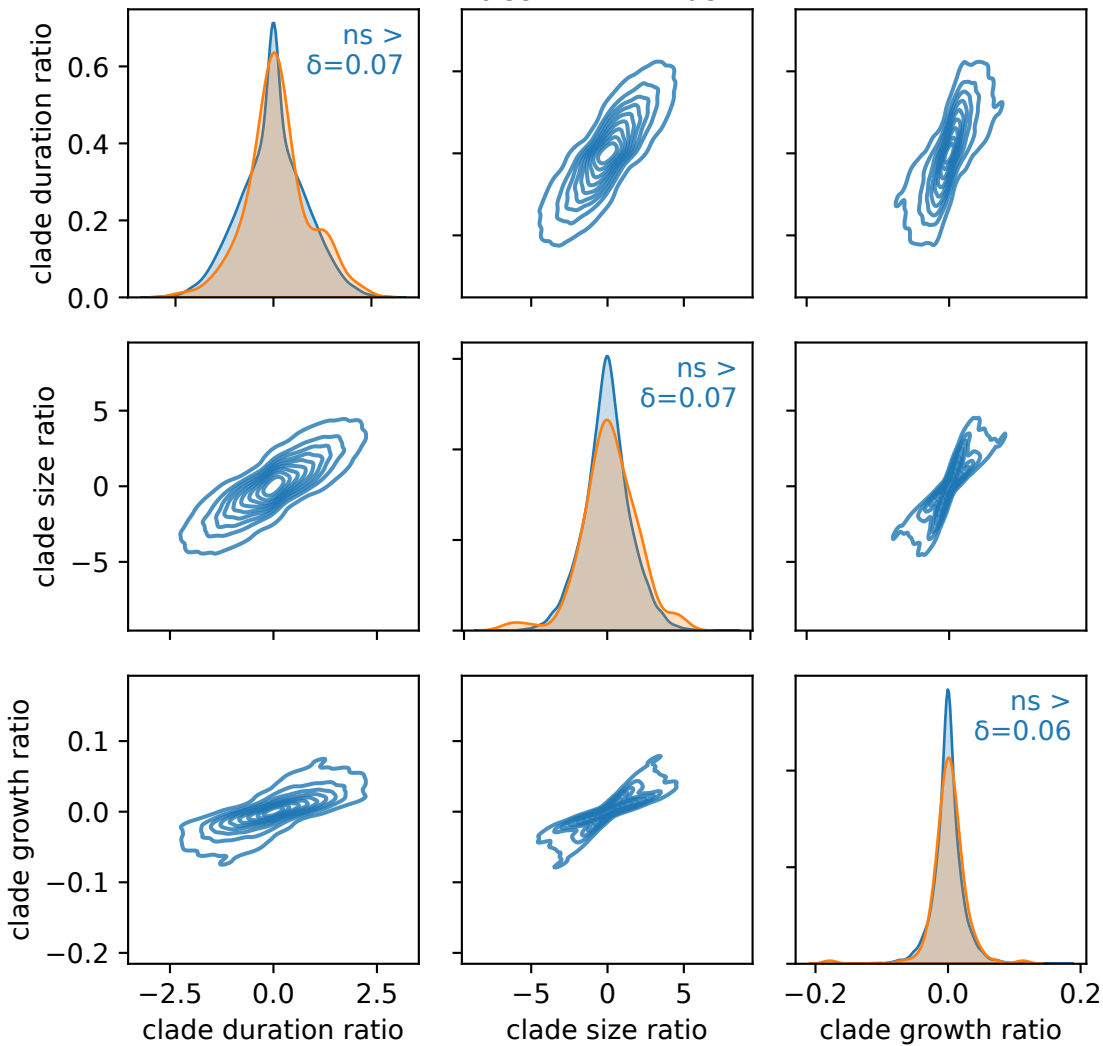 clade duration ratio
0.6
0.4
0.2
0.0
ns >
δ=0.07
clade size ratio
5
0
−5
ns >
δ=0.07
clade growth ratio
0.1
0.0
−0.1
−0.2
ns >
δ=0.06
−2.5 0.0 2.5
−5 0 5
−0.2 0.0 0.2
clade duration ratio
clade size ratio
clade growth ratio